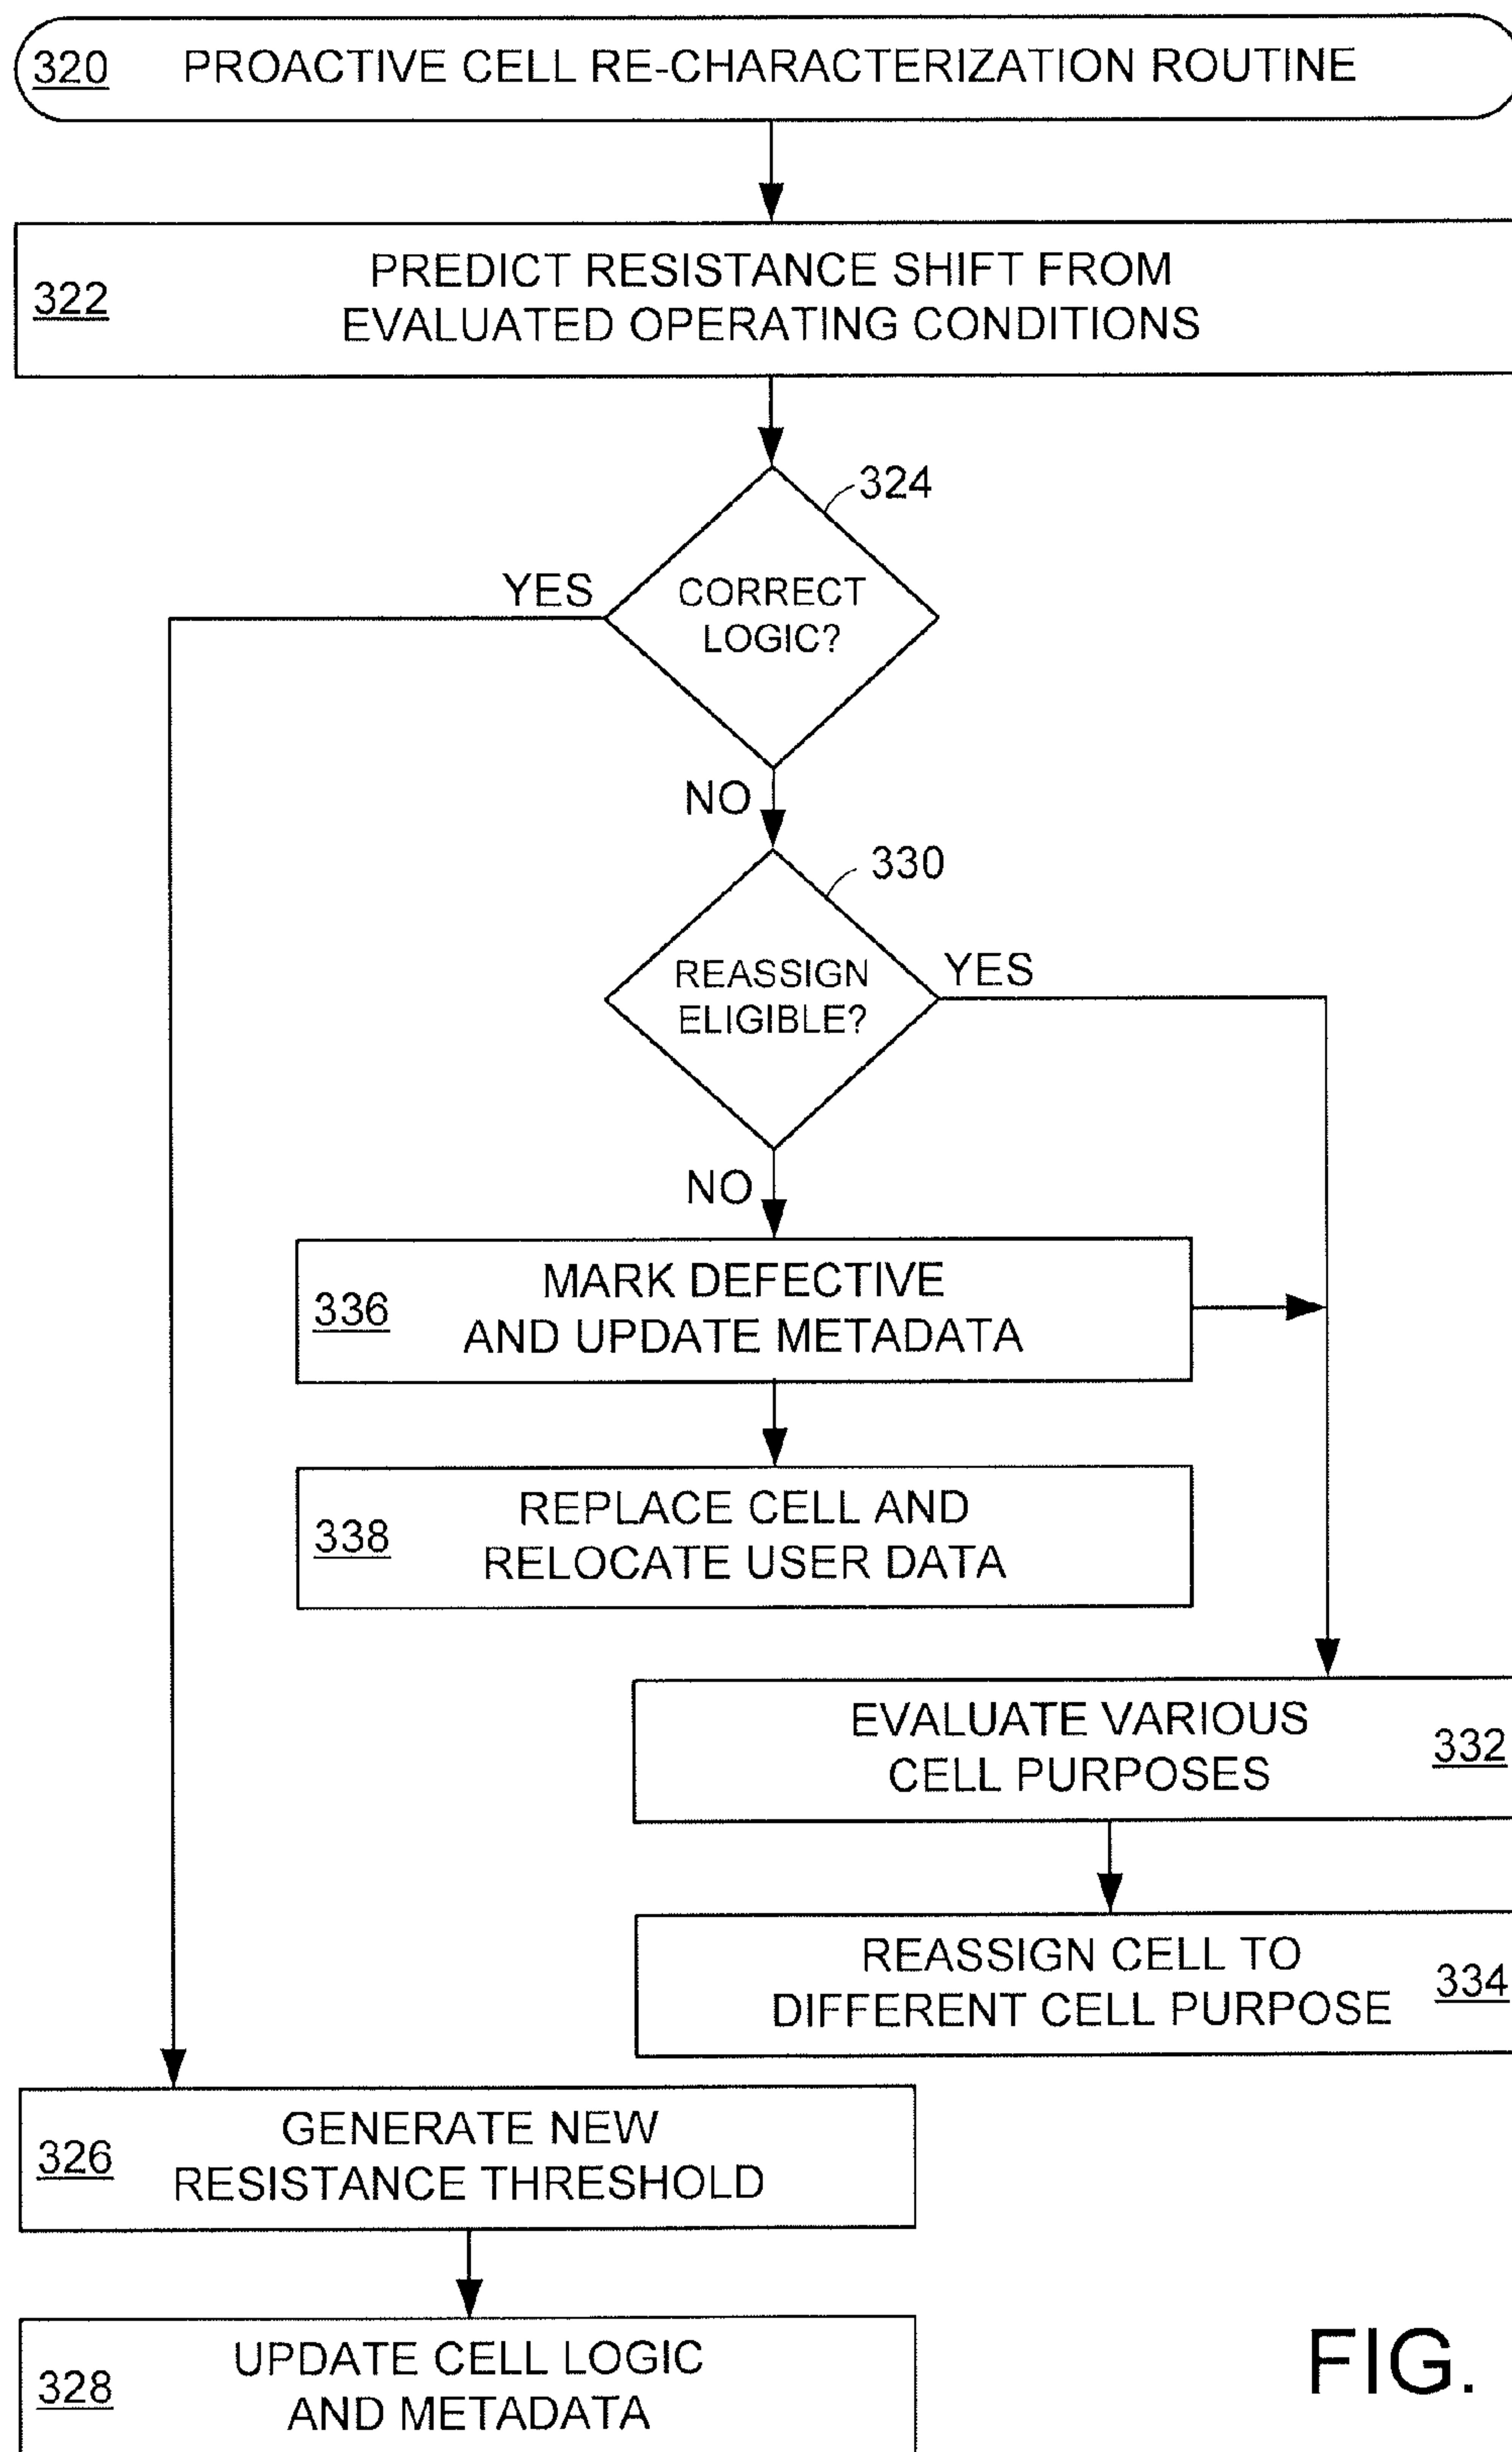 320 PROACTIVE CELL RE-CHARACTERIZATION ROUTINE
322 PREDICT RESISTANCE SHIFT FROM
EVALUATED OPERATING CONDITIONS
324
YES
CORRECT
LOGIC?
NO
330
REASSIGN
ELIGIBLE?
YES
NO
336 MARK DEFECTIVE
AND UPDATE METADATA
338 REPLACE CELL AND
RELOCATE USER DATA
EVALUATE VARIOUS
CELL PURPOSES 332
REASSIGN CELL TO
DIFFERENT CELL PURPOSE 334
326 GENERATE NEW
RESISTANCE THRESHOLD
328 UPDATE CELL LOGIC
AND METADATA
FIG.